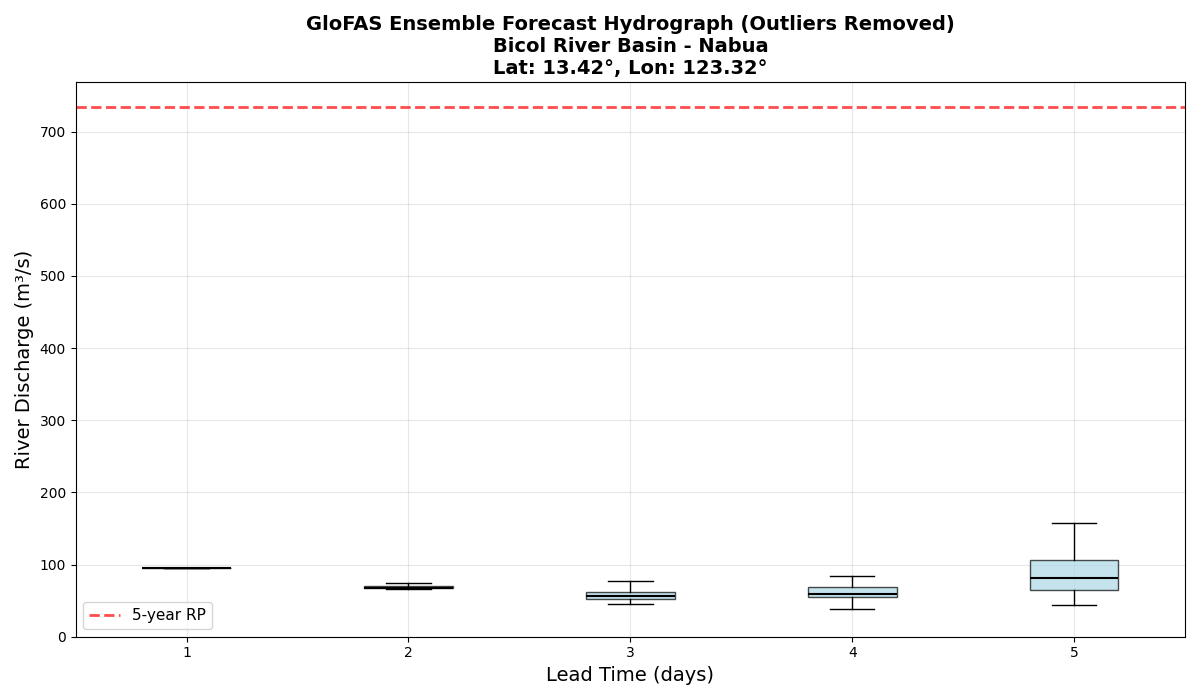 GloFAS Ensemble Forecast Hydrograph (Outliers Removed)
Bicol River Basin - Nabua
Lat: 13.42°, Lon: 123.32°
River Discharge (m³/s)
700
600
500
400
300
200
100
0
5-year RP
1 2 3 4 5
Lead Time (days)